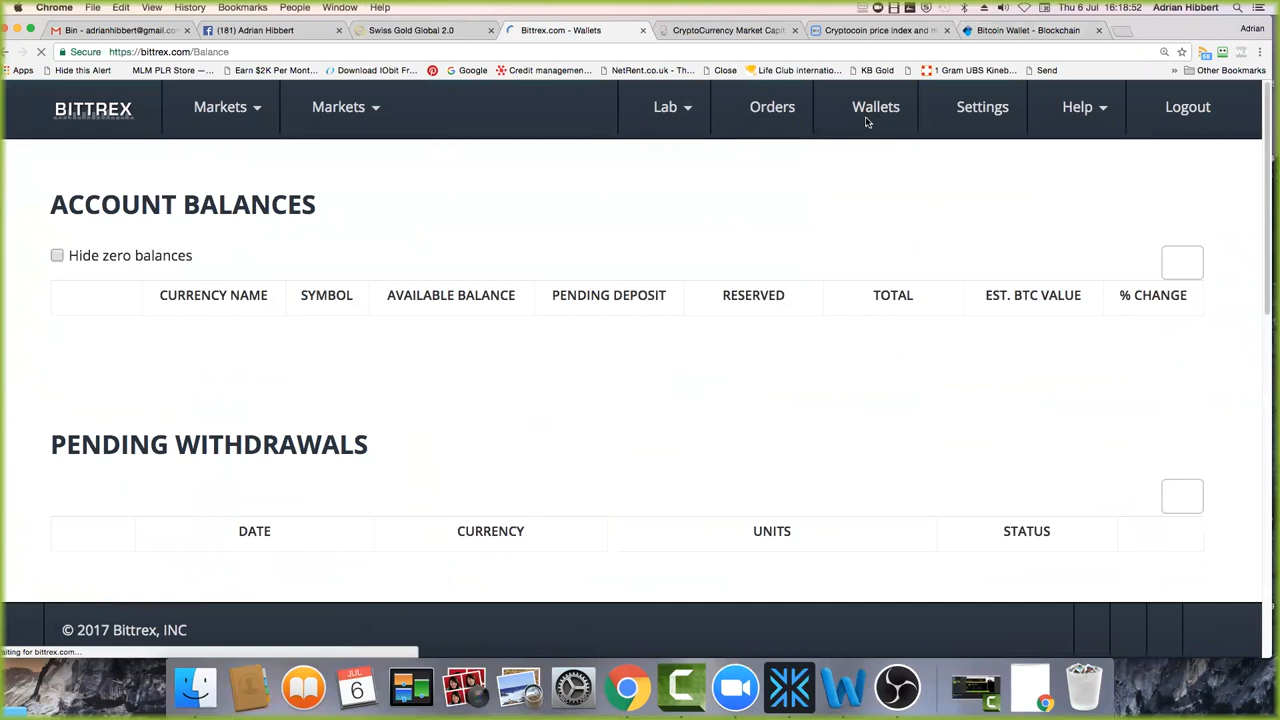 Chrome File Edit View History Bookmarks People Window Help Thu 6 Jul 16:18:52 Adrian Hibbert
Bin - adrianhibbert@gmail.co (181) Adrian Hibbert Swiss Gold Global 2.0 Bittrex.com - Wallets CryptoCurrency Market Capit Cryptocoin price index and m Bitcoin Wallet - Blockchain Adrian
Secure https://bittrex.com/Balance
Apps Hide this Alert MLM PLR Store —... Earn $2K Per Mont... Download IObit For... Google Credit managemen... NetRent.co.uk - Th... Close Life Club internatio... KB Gold 1 Gram UBS Kineb... Send » Other Bookmarks
BITTREX Markets Markets Lab Orders Wallets Settings Help Logout
ACCOUNT BALANCES
Hide zero balances
CURRENCY NAME SYMBOL AVAILABLE BALANCE PENDING DEPOSIT RESERVED TOTAL EST. BTC VALUE % CHANGE
PENDING WITHDRAWALS
DATE CURRENCY UNITS STATUS
© 2017 Bittrex, INC
aiting for bittrex.com...
JUL
6